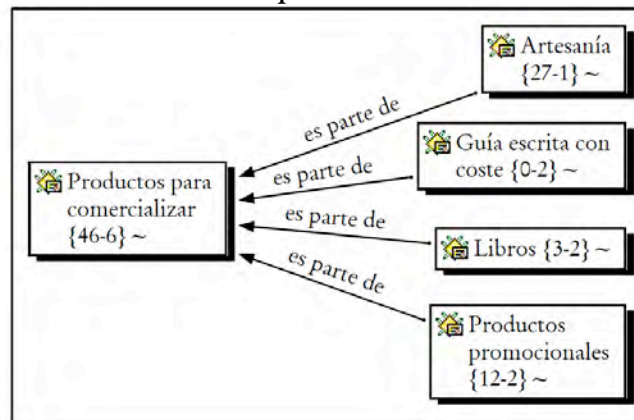 Artesanía
{27-1} ~
es parte de
Guía escrita con
coste {0-2} ~
es parte de
Productos para
comercializar
{46-6} ~
es parte de
Libros {3-2} ~
es parte de
Productos
promocionales
{12-2} ~